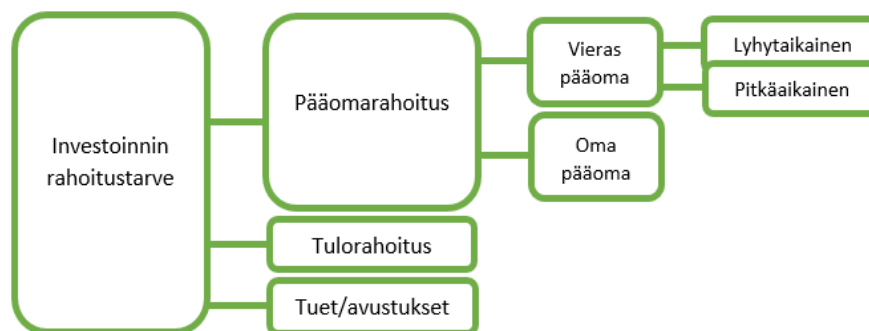 Investoinnin
rahoitustarve
Pääomarahoitus
Vieras
pääoma
Lyhytaikainen
Pitkäaikainen
Oma
pääoma
Tulorahoitus
Tuet/avustukset